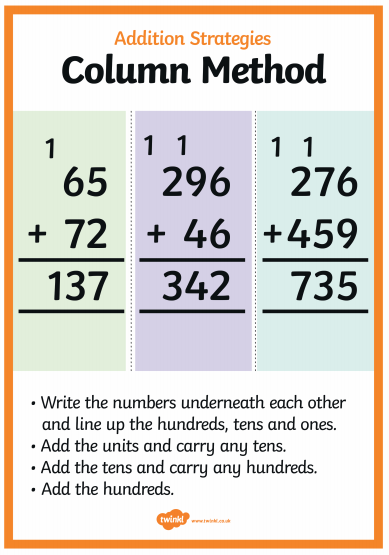 Addition Strategies
Column Method
1
65
+ 72
137
1 1
296
+ 46
342
1 1
276
+459
735
• Write the numbers underneath each other
and line up the hundreds, tens and ones.
• Add the units and carry any tens.
• Add the tens and carry any hundreds.
• Add the hundreds.
twinkl www.twinkl.co.uk